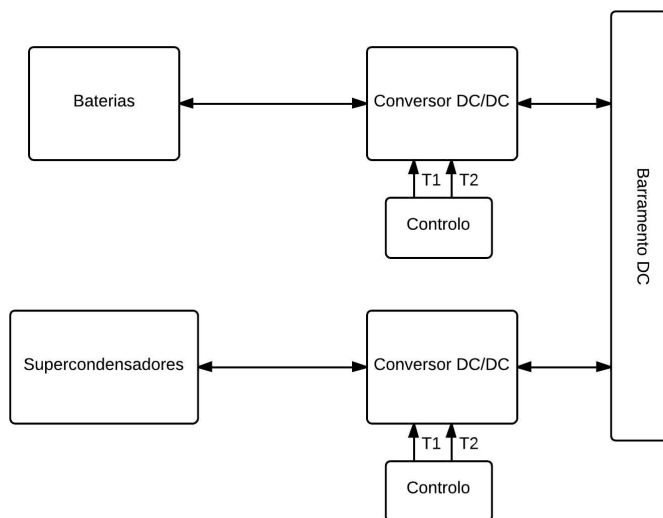 Baterias
Conversor DC/DC
T1
T2
Controlo
Barramento DC
Supercondensadores
Conversor DC/DC
T1
T2
Controlo